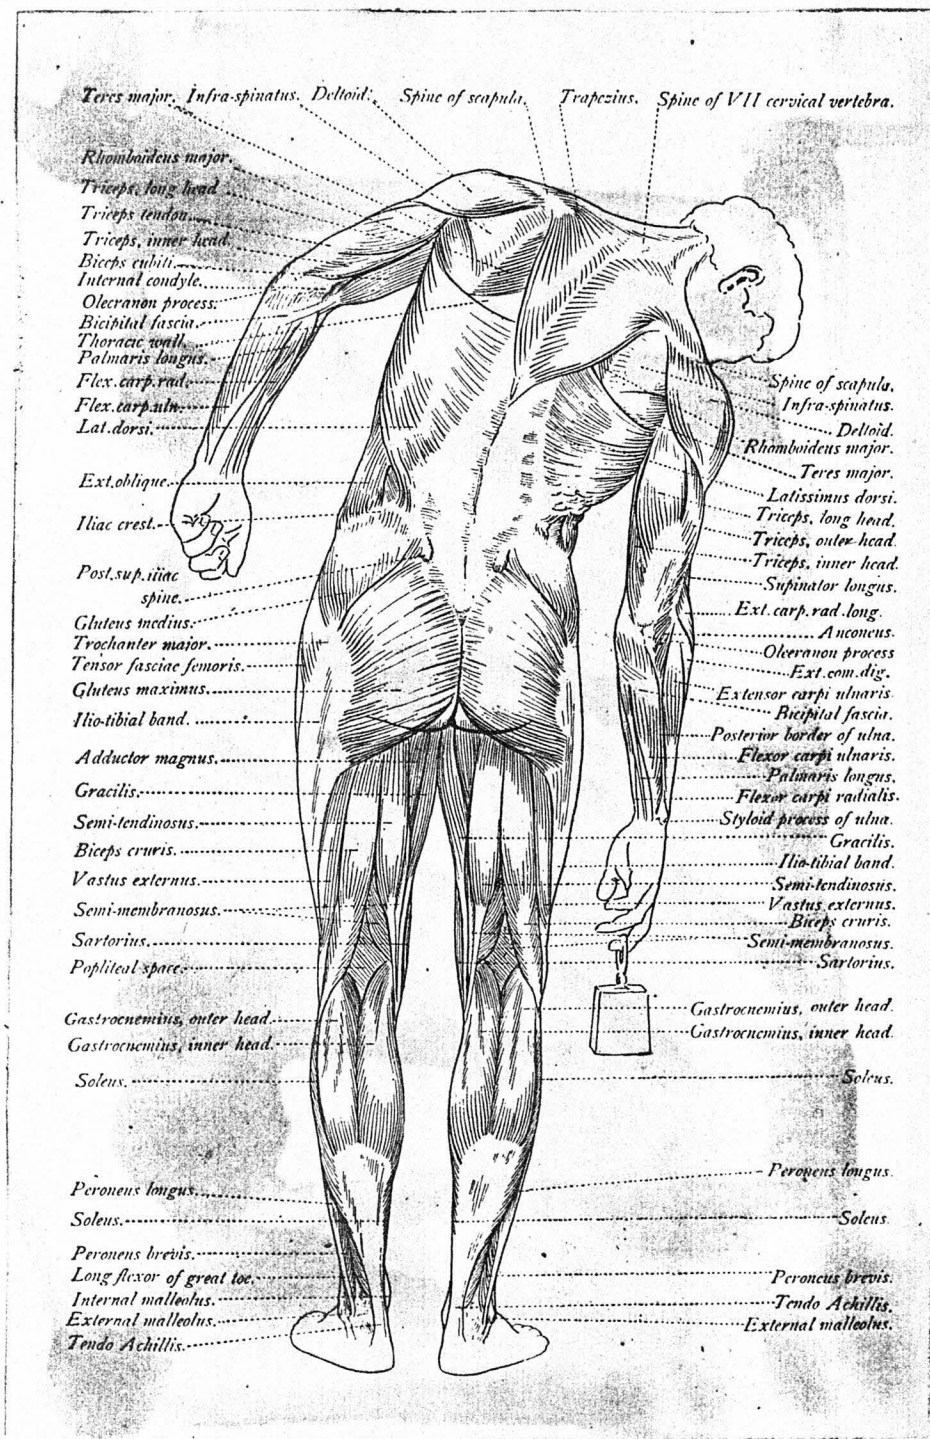 Teres major. Infra-spinatus. Deltoid. Spine of scapula. Trapezius. Spine of VII cervical vertebra.
Rhomboideus major.
Triceps, long head
Triceps tendon
Triceps, inner head.
Biceps cubiti.
Internal condyle.
Olecranon process.
Bicipital fascia.
Thoracic wall.
Palmaris longus.
Flex.carp.rad.
Flex.carp.uln.
Lat.dorsi.
Ext.oblique.
Iliac crest.
Post.sup.iliac
spine.
Gluteus medius.
Trochanter major.
Tensor fasciae femoris.
Gluteus maximus.
Ilio-tibial band.
Adductor magnus.
Gracilis.
Semi-tendinosus.
Biceps cruris.
Vastus externus.
Semi-membranosus.
Sartorius.
Popliteal space.
Gastrocnemius, outer head.
Gastrocnemius, inner head.
Soleus.
Peroneus longus.
Soleus.
Peroneus brevis.
Long flexor of great toe.
Internal malleolus.
External malleolus.
Tendo Achillis.
Spine of scapula.
Infra-spinatus.
Deltoid.
Rhomboideus major.
Teres major.
Latissimus dorsi.
Triceps, long head.
Triceps, outer head.
Triceps, inner head.
Supinator longus.
Ext.carp.rad.long.
Anconeus.
Olecranon process
Ext.com.dig.
Extensor carpi ulnaris
Bicipital fascia.
Posterior border of ulna.
Flexor carpi ulnaris.
Palmaris longus.
Flexor carpi radialis.
Styloid process of ulna.
Gracilis.
Ilio-tibial band.
Semi-tendinosus.
Vastus externus.
Biceps cruris.
Semi-membranosus.
Sartorius.
Gastrocnemius, outer head.
Gastrocnemius, inner head.
Soleus.
Peroneus longus.
Soleus
Peroneus brevis.
Tendo Achillis.
External malleolus.